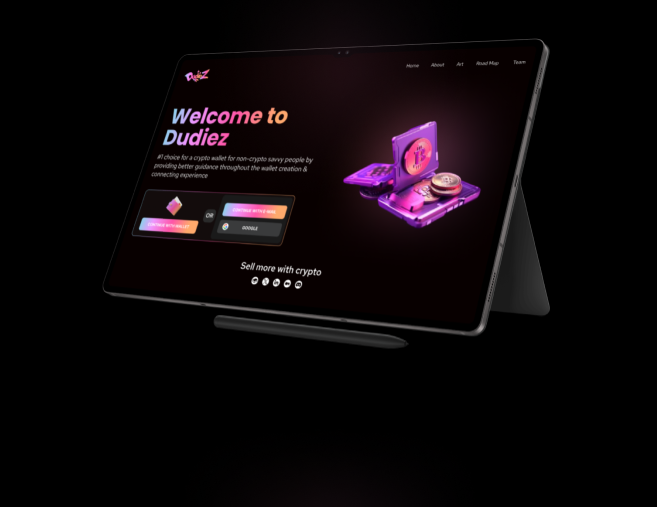 Dudiez
Home About Art Road Map Team
Welcome to
Dudiez
#1 choice for a crypto wallet for non-crypto savvy people by
providing better guidance throughout the wallet creation &
connecting experience
CONTINUE WITH WALLET
OR
CONTINUE WITH E-MAIL
GOOGLE
Sell more with crypto